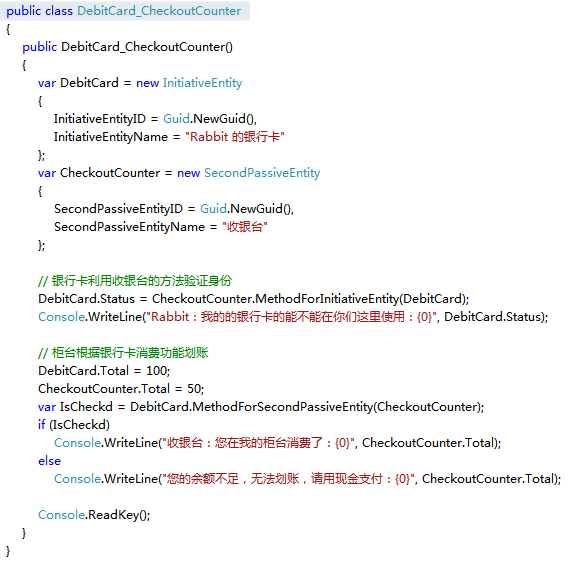 public class DebitCard_CheckoutCounter
{
public DebitCard_CheckoutCounter()
{
var DebitCard = new InitiativeEntity
{
InitiativeEntityID = Guid.NewGuid(),
InitiativeEntityName = "Rabbit 的银行卡"
};
var CheckoutCounter = new SecondPassiveEntity
{
SecondPassiveEntityID = Guid.NewGuid(),
SecondPassiveEntityName = "收银台"
};
// 银行卡利用收银台的方法验证身份
DebitCard.Status = CheckoutCounter.MethodForInitiativeEntity(DebitCard);
Console.WriteLine("Rabbit：我的的银行卡的能不能在你们这里使用：{0}", DebitCard.Status);
// 柜台根据银行卡消费功能划账
DebitCard.Total = 100;
CheckoutCounter.Total = 50;
var IsCheckd = DebitCard.MethodForSecondPassiveEntity(CheckoutCounter);
if (IsCheckd)
Console.WriteLine("收银台：您在我的柜台消费了：{0}", CheckoutCounter.Total);
else
Console.WriteLine("您的余额不足，无法划账，请用现金支付：{0}", CheckoutCounter.Total);
Console.ReadKey();
}
}